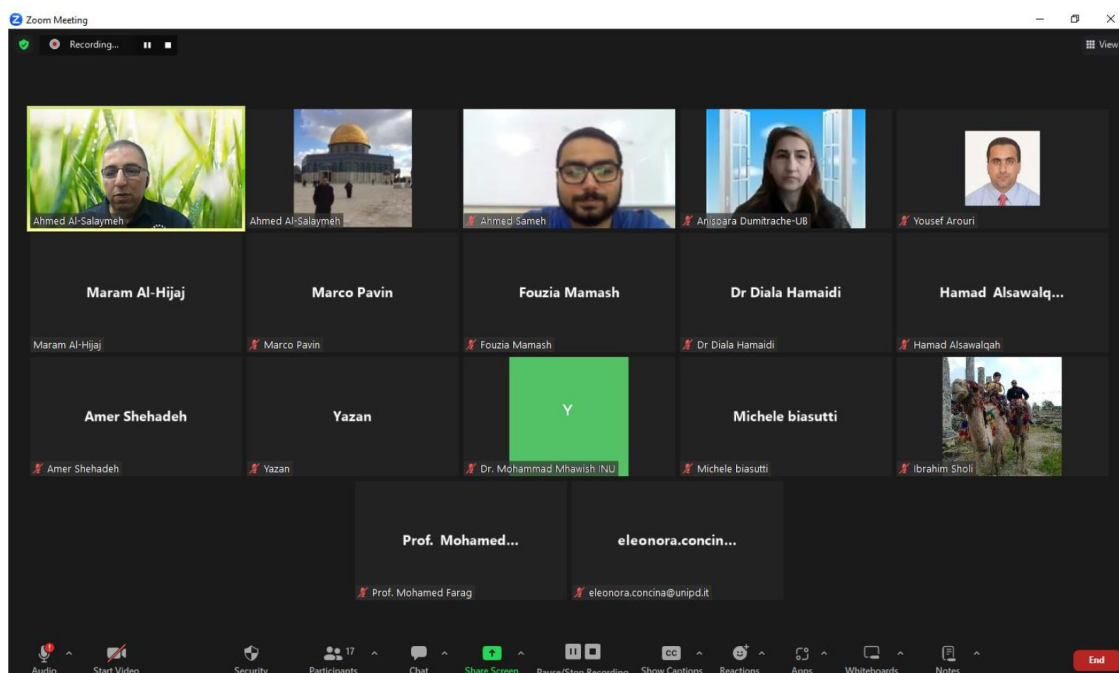 Zoom Meeting
Recording...
View
Ahmed Al-Salaymeh
Ahmed Al-Salaymeh
Ahmed Sameh
Anisoara Dumitrache-UB
Yousef Arouri
Maram Al-Hijaj
Maram Al-Hijaj
Marco Pavin
Marco Pavin
Fouzia Mamash
Fouzia Mamash
Dr Diala Hamaidi
Dr Diala Hamaidi
Hamad Alsawalq...
Hamad Alsawalqah
Amer Shehadeh
Amer Shehadeh
Yazan
Yazan
Y
Dr. Mohammad Mhawish INU
Michele biasutti
Michele biasutti
Ibrahim Sholi
Prof. Mohamed...
Prof. Mohamed Farag
eleonora.concin...
eleonora.concina@unipd.it
Audio
Start Video
Security
17
Participants
Chat
Share Screen
Pause/Stop Recording
CC
Show Captions
Reactions
Apps
Whiteboards
Notes
End